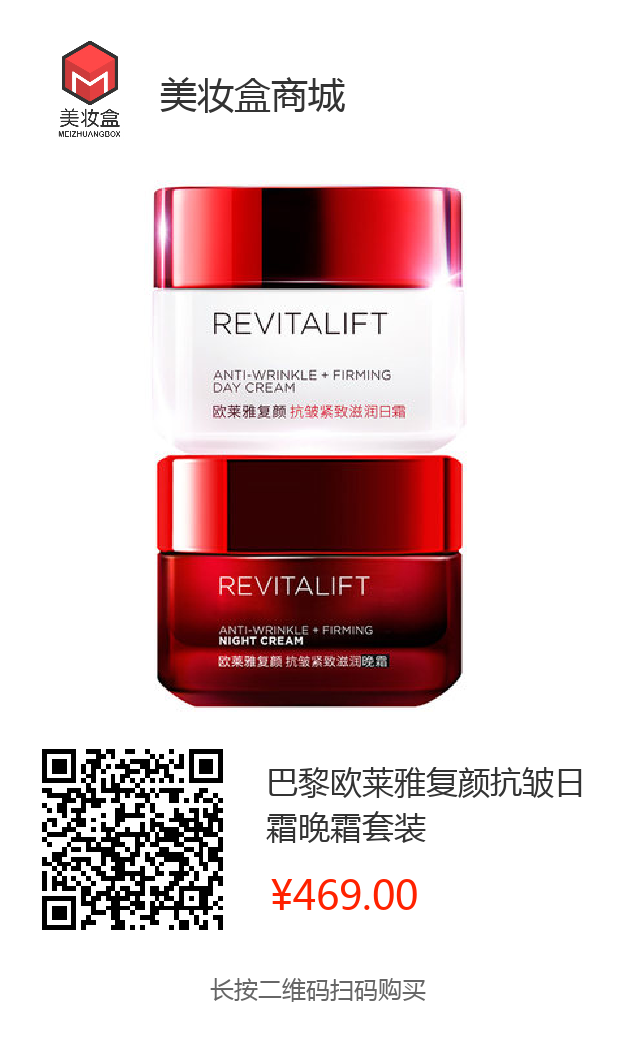 美妆盒
MEIZHUANGBOX
美妆盒商城
REVITALIFT
ANTI-WRINKLE + FIRMING
DAY CREAM
欧莱雅复颜 抗皱紧致滋润日霜
REVITALIFT
ANTI-WRINKLE + FIRMING
NIGHT CREAM
欧莱雅复颜 抗皱紧致滋润晚霜
巴黎欧莱雅复颜抗皱日
霜晚霜套装
¥469.00
长按二维码扫码购买